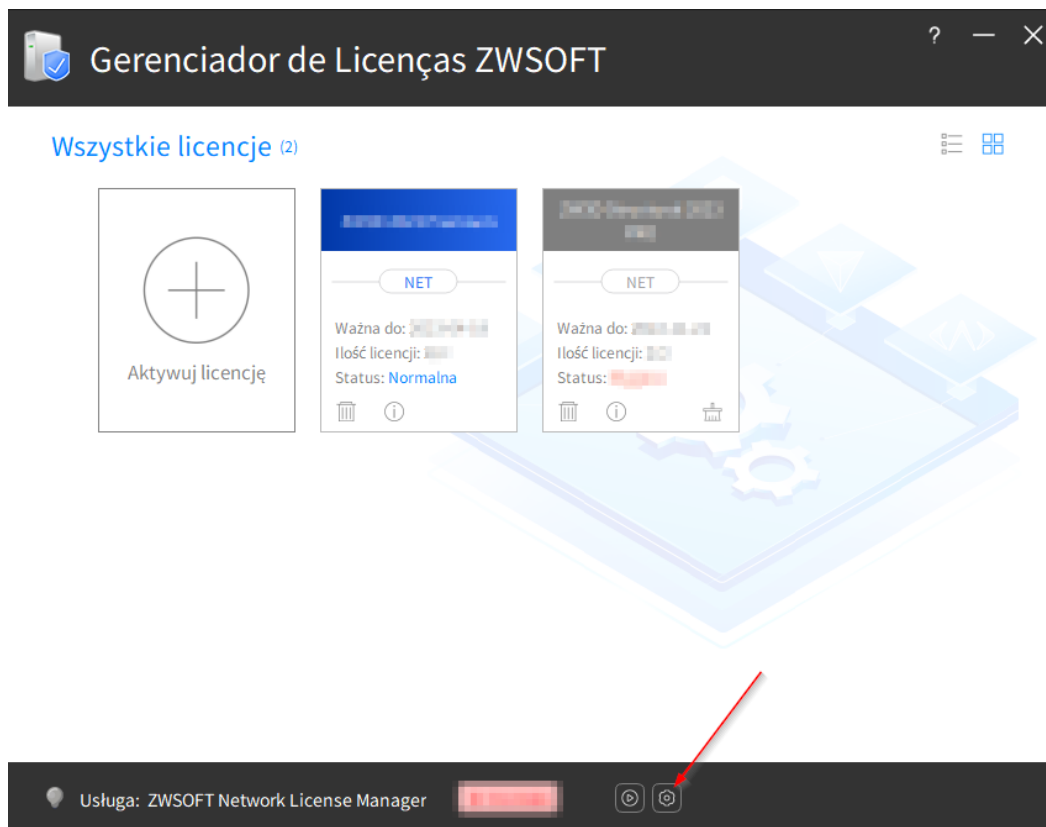 Gerenciador de Licenças ZWSOFT
?
Wszystkie licencje (2)
Aktywuj licencję
NET
Ważna do:
Ilość licencji:
Status: Normalna
NET
Ważna do:
Ilość licencji:
Status:
Usługa: ZWSOFT Network License Manager